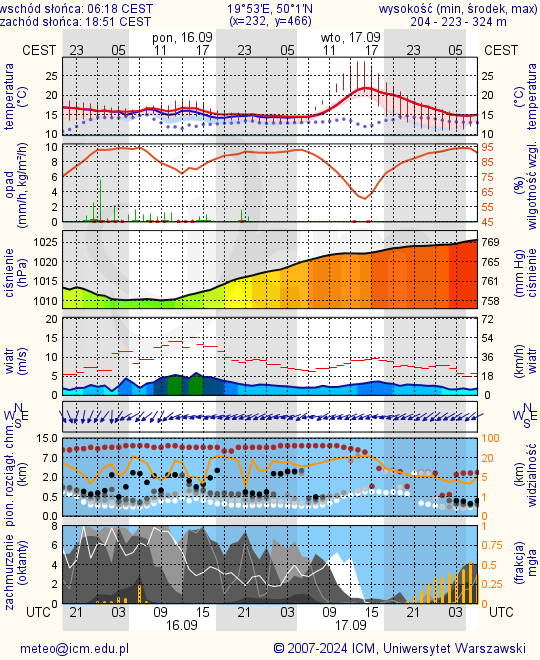 wschód słońca: 06:18 CEST 19°53'E, 50°1'N wysokość (min, środek, max)
zachód słońca: 18:51 CEST (x=232, y=466) 204 - 223 - 324 m
pon, 16.09 wto, 17.09
CEST 23 05 11 17 23 05 11 17 23 05 CEST
temperatura (°C) 25 20 15 10 25 20 15 10 (°C) temperatura
opad (mm/h, kg/m²/h) 10 8 6 4 2 0 95 85 75 65 55 45 (%) wilgotność wzgl.
ciśnienie (hPa) 1025 1020 1015 1010 769 765 761 758 (mm Hg) ciśnienie
wiatr (m/s) 20 15 10 5 0 72 54 36 18 0 (km/h) wiatr
N W E S N W E S
pion. rozciągł. chm. (km) 15.0 7.0 2.0 0.5 0.0 100 20 5 1 0 (km) widzialność
zachmurzenie (oktanty) 8 6 4 2 0 1 0.75 0.5 0.25 0 (frakcja) mgła
UTC 21 03 09 15 21 03 09 15 21 03 UTC
16.09 17.09
meteo@icm.edu.pl © 2007-2024 ICM, Uniwersytet Warszawski